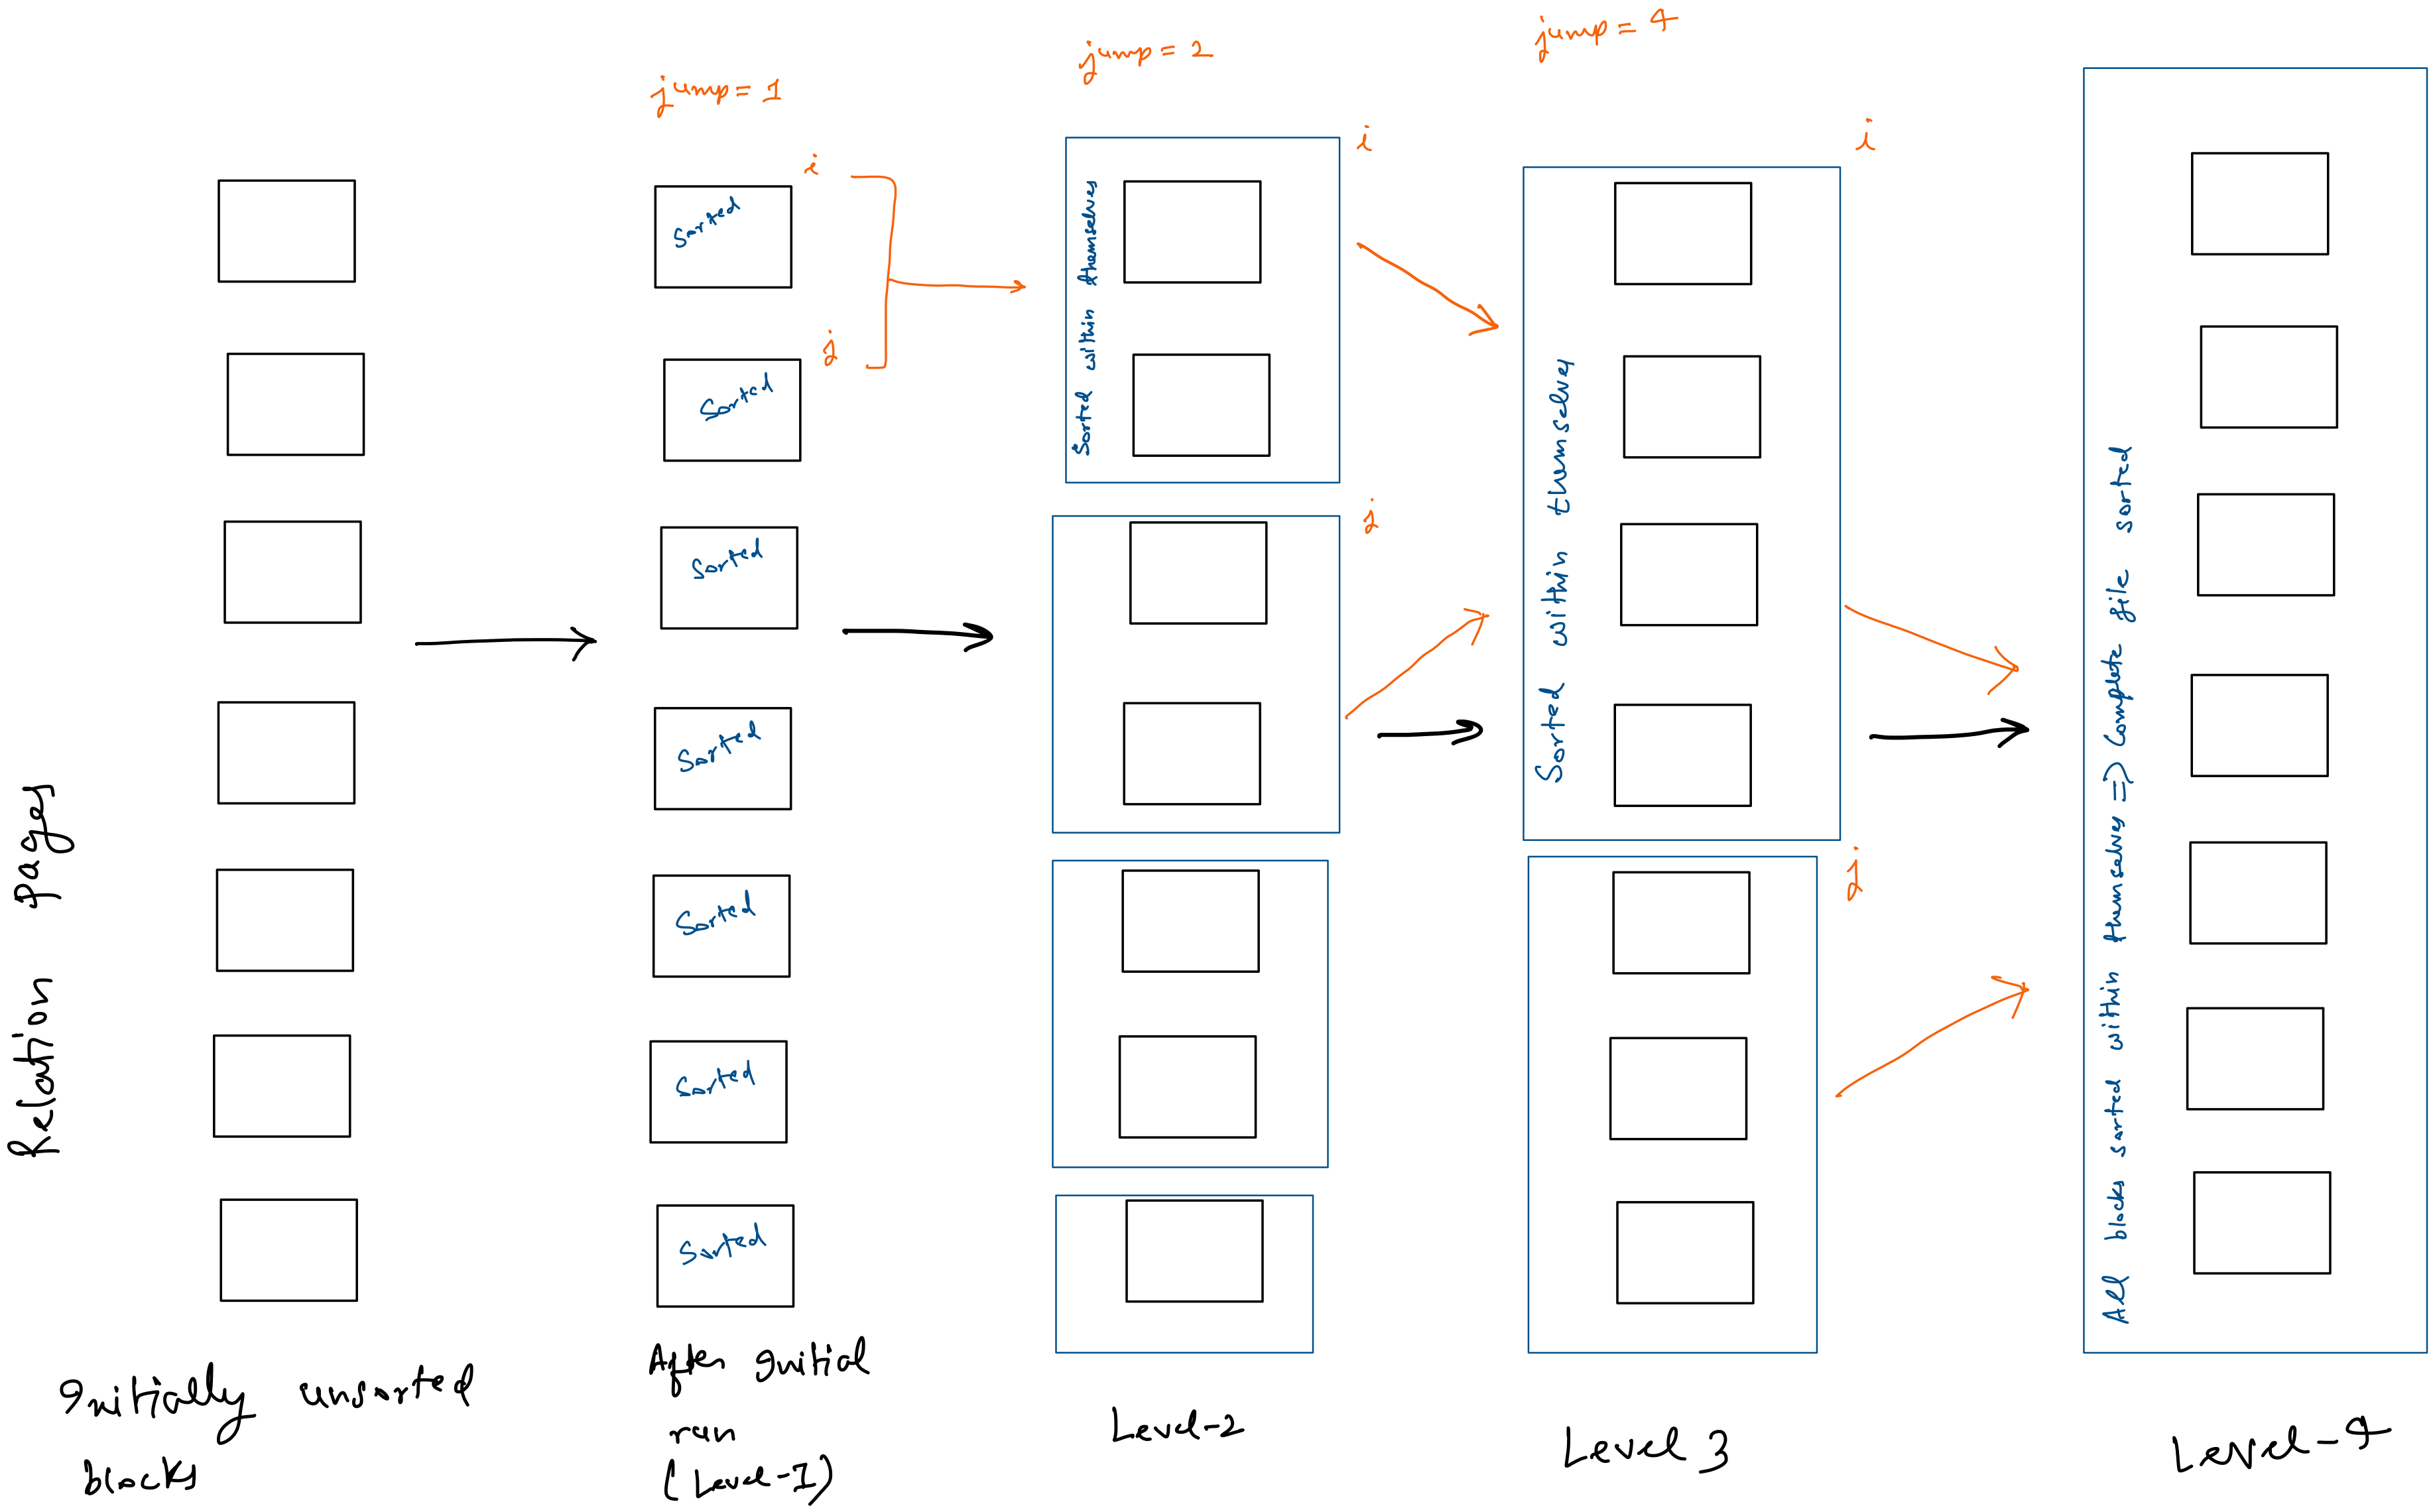 jump = 1
jump = 2
jump = 4
i
j
i
j
i
j
Relation Pages
Sorted
Sorted
Sorted
Sorted
Sorted
Sorted
Sorted
Sorted within themselves
Sorted within themselves
All blocks sorted within themselves => Complete file sorted
Initially unsorted
blocks
After Initial
run
(Level-1)
Level-2
Level 3
Level-4